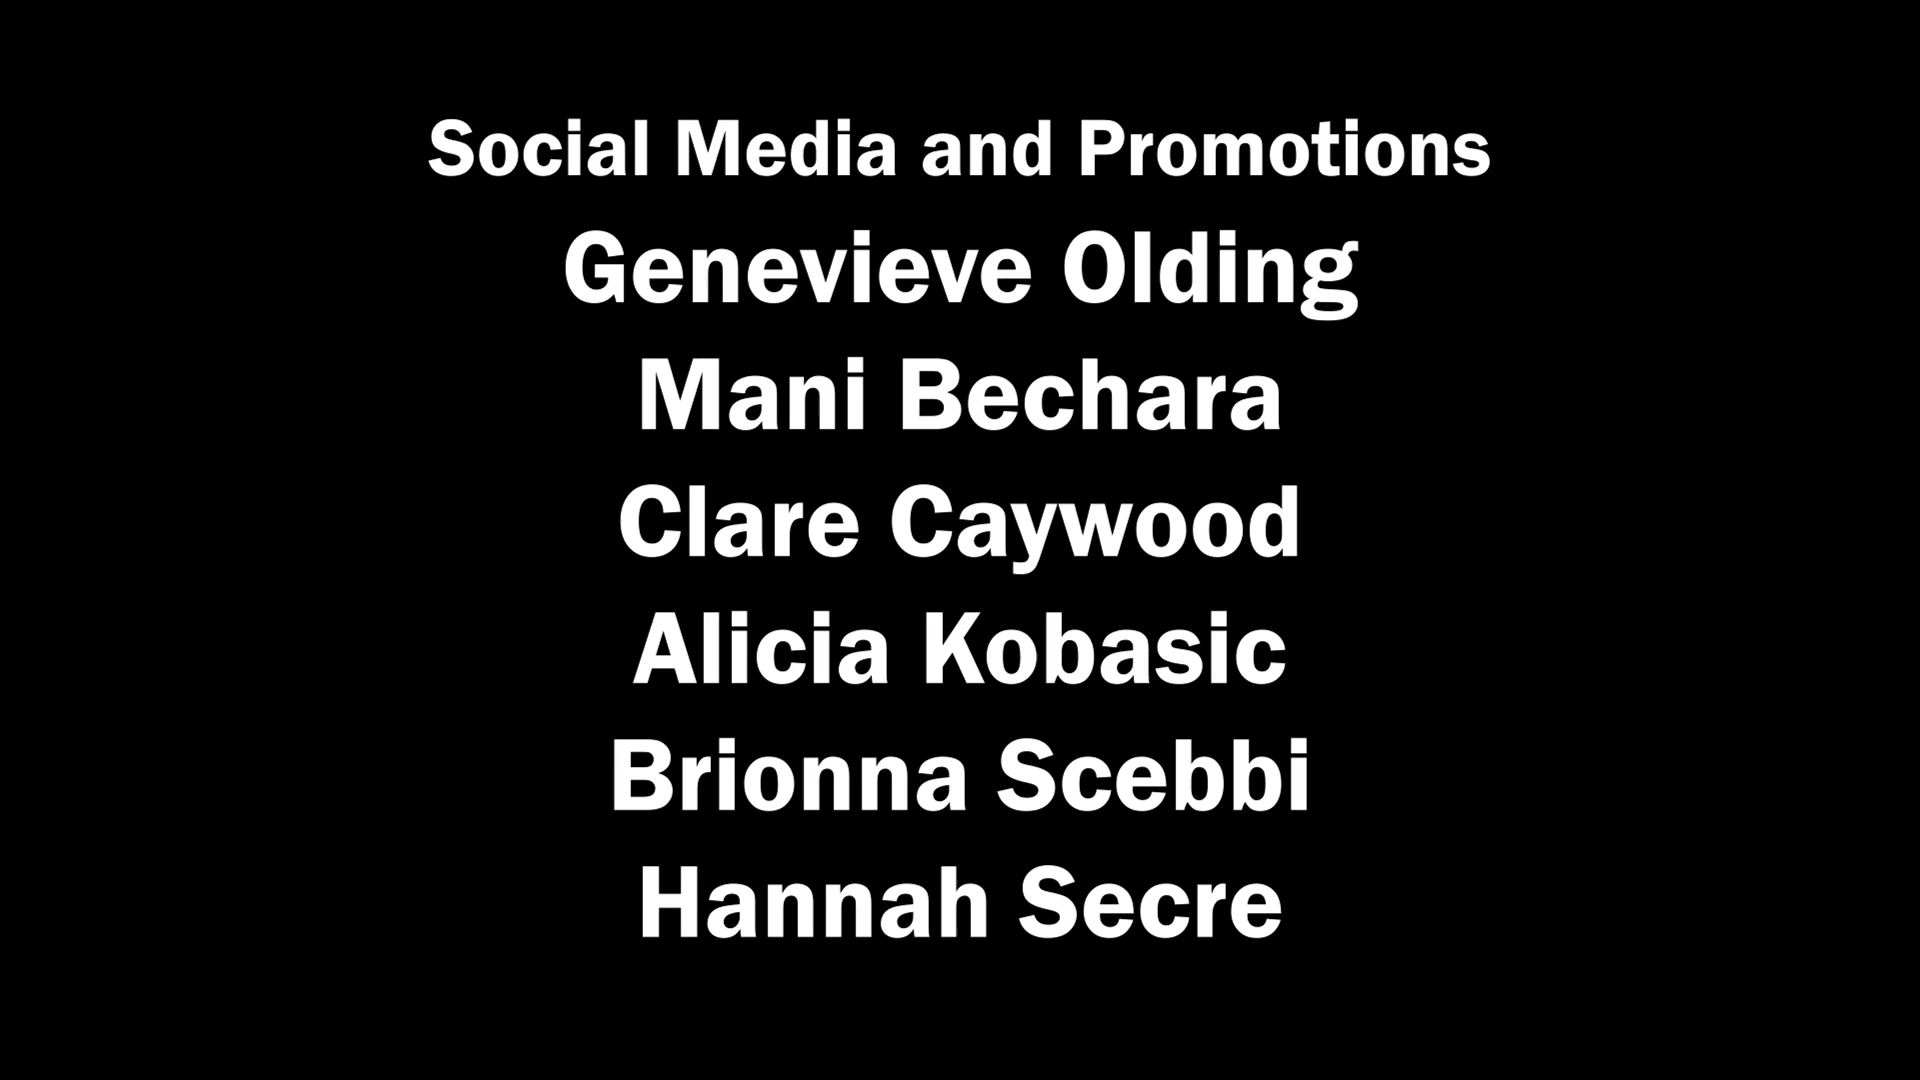 Social Media and Promotions
Genevieve Olding
Mani Bechara
Clare Caywood
Alicia Kobasic
Brionna Scebbi
Hannah Secre